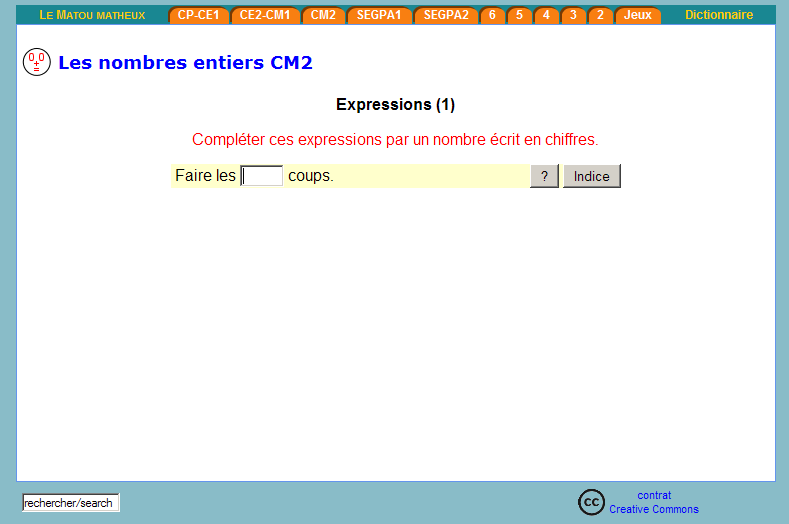 LE MATOU MATHEUX CP-CE1 CE2-CM1 CM2 SEGPA1 SEGPA2 6 5 4 3 2 Jeux Dictionnaire
0 0 + = Les nombres entiers CM2
Expressions (1)
Compléter ces expressions par un nombre écrit en chiffres.
Faire les coups. ? Indice
rechercher/search cc contrat
Creative Commons